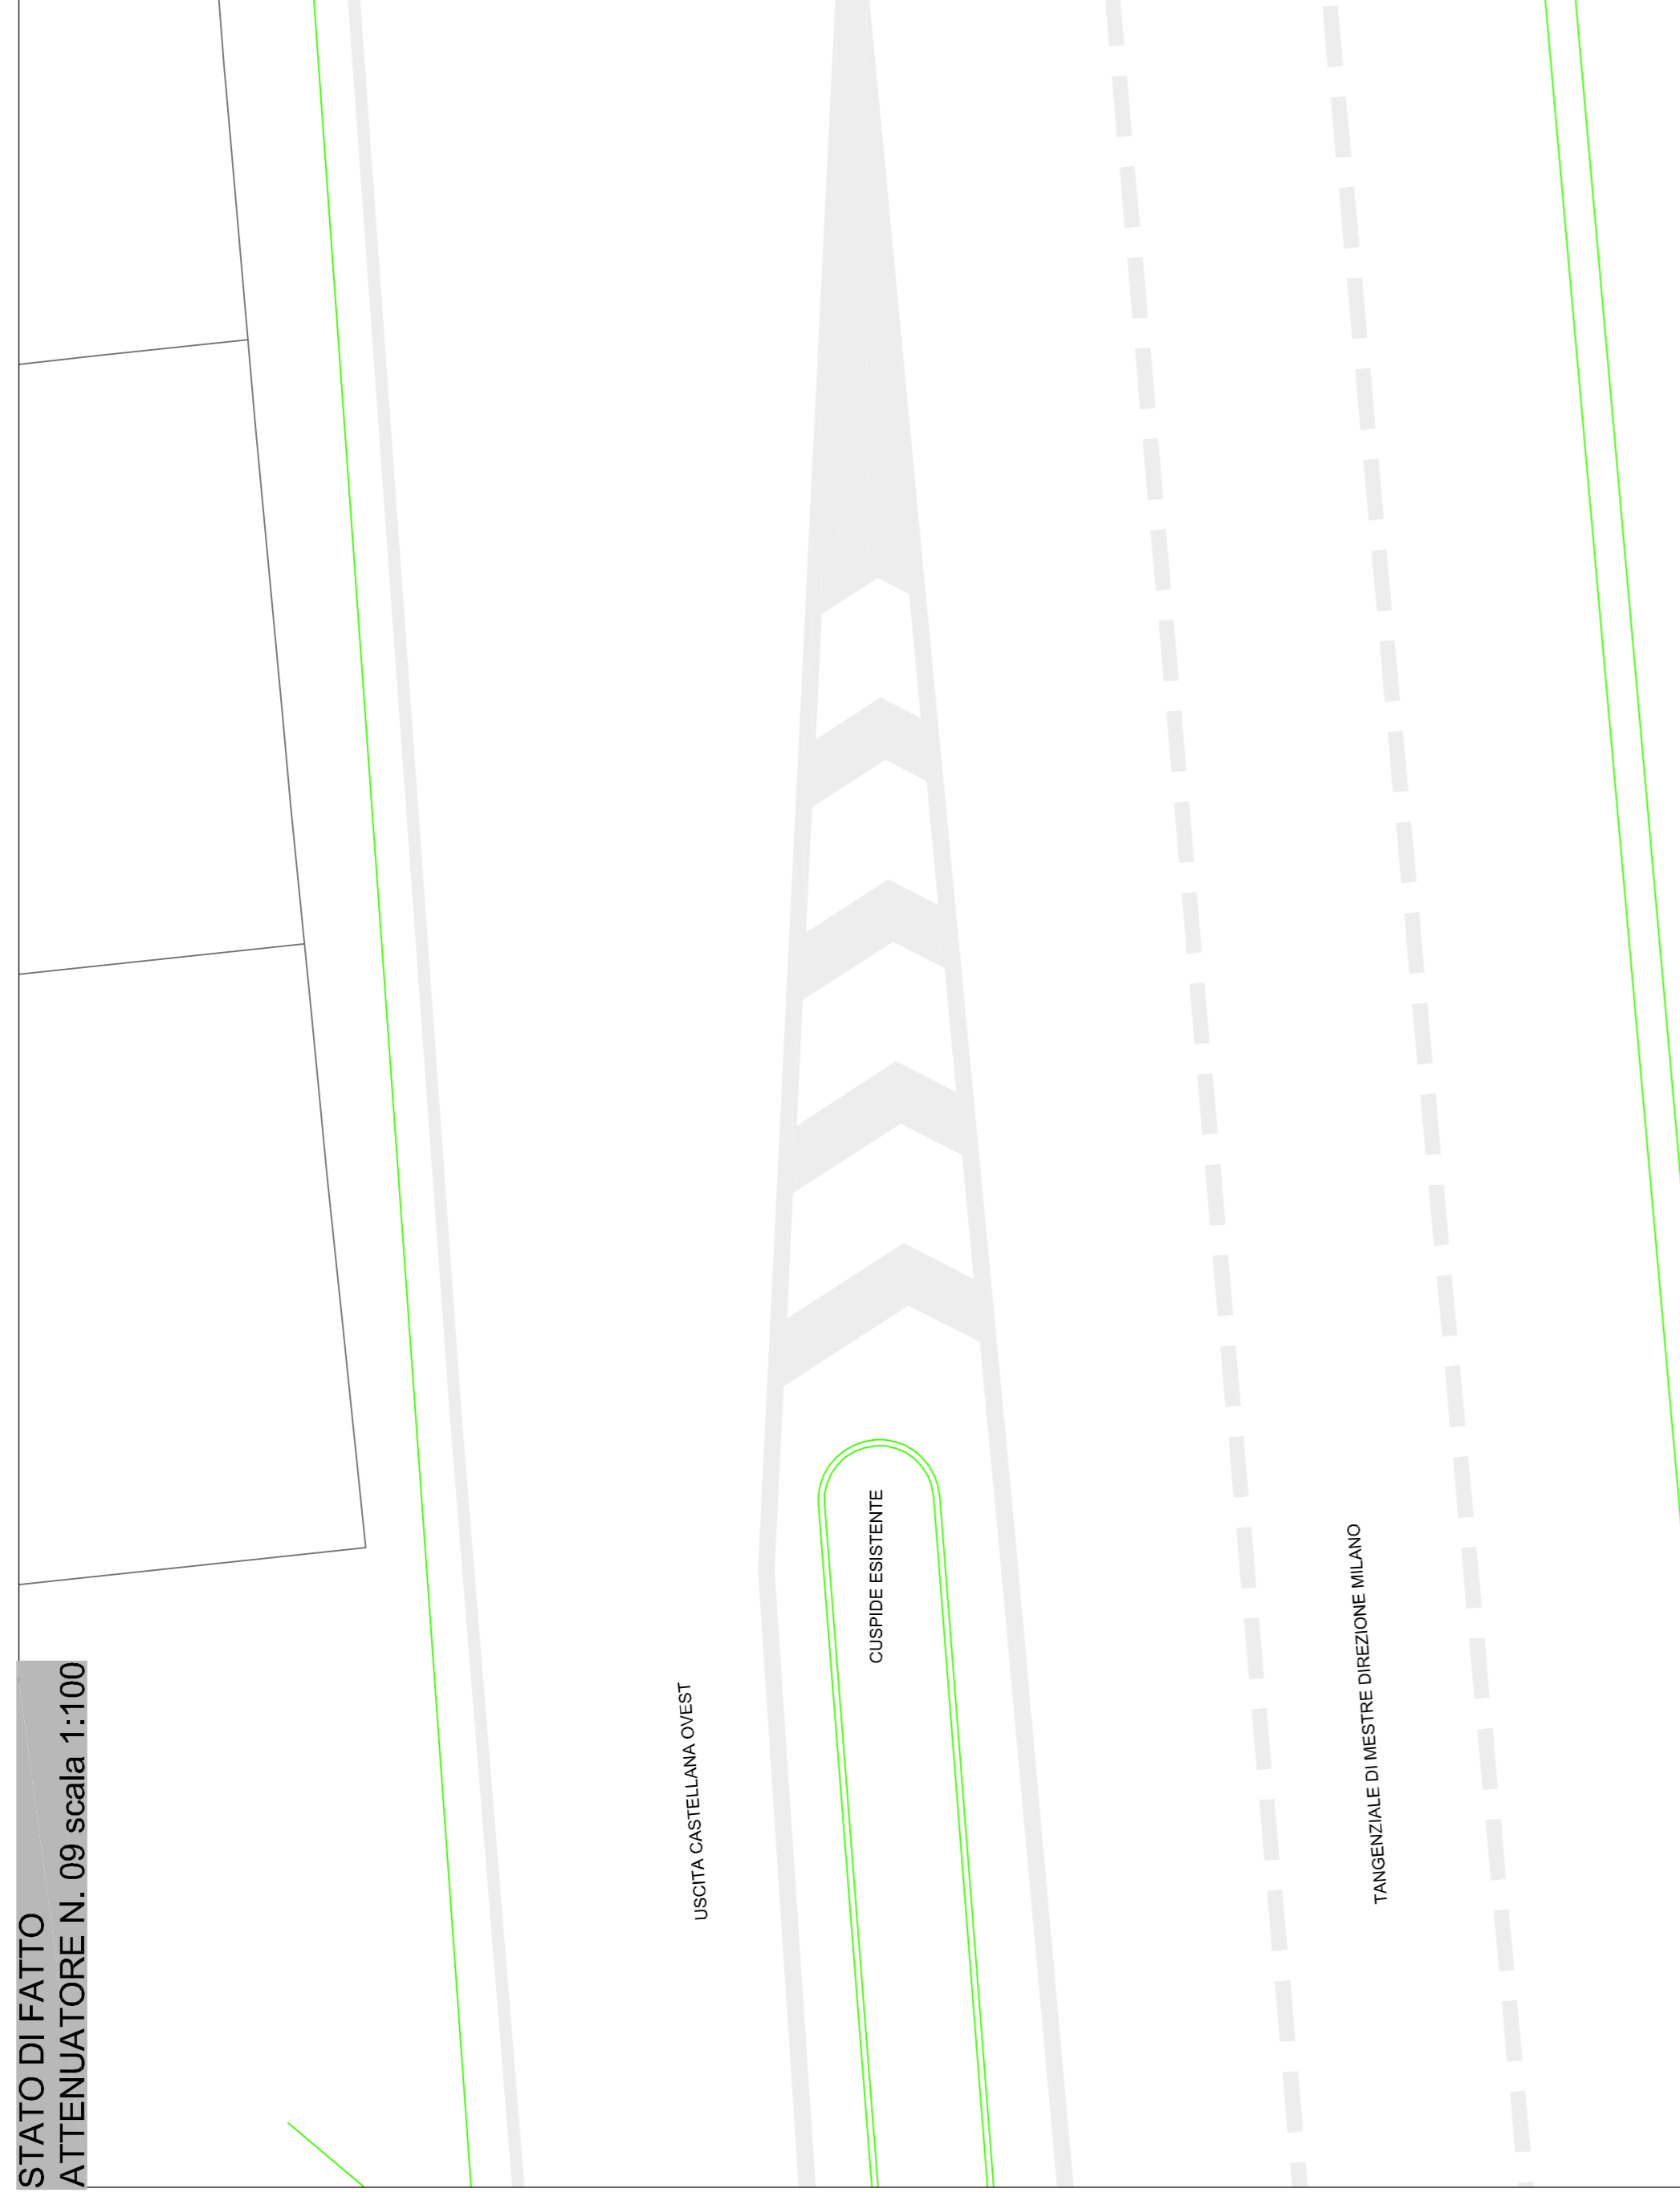 STATO DI FATTO
ATTENUATORE N. 09 scala 1:100
USCITA CASTELLANA OVEST
CUSPIDE ESISTENTE
TANGENZIALE DI MESTRE DIREZIONE MILANO